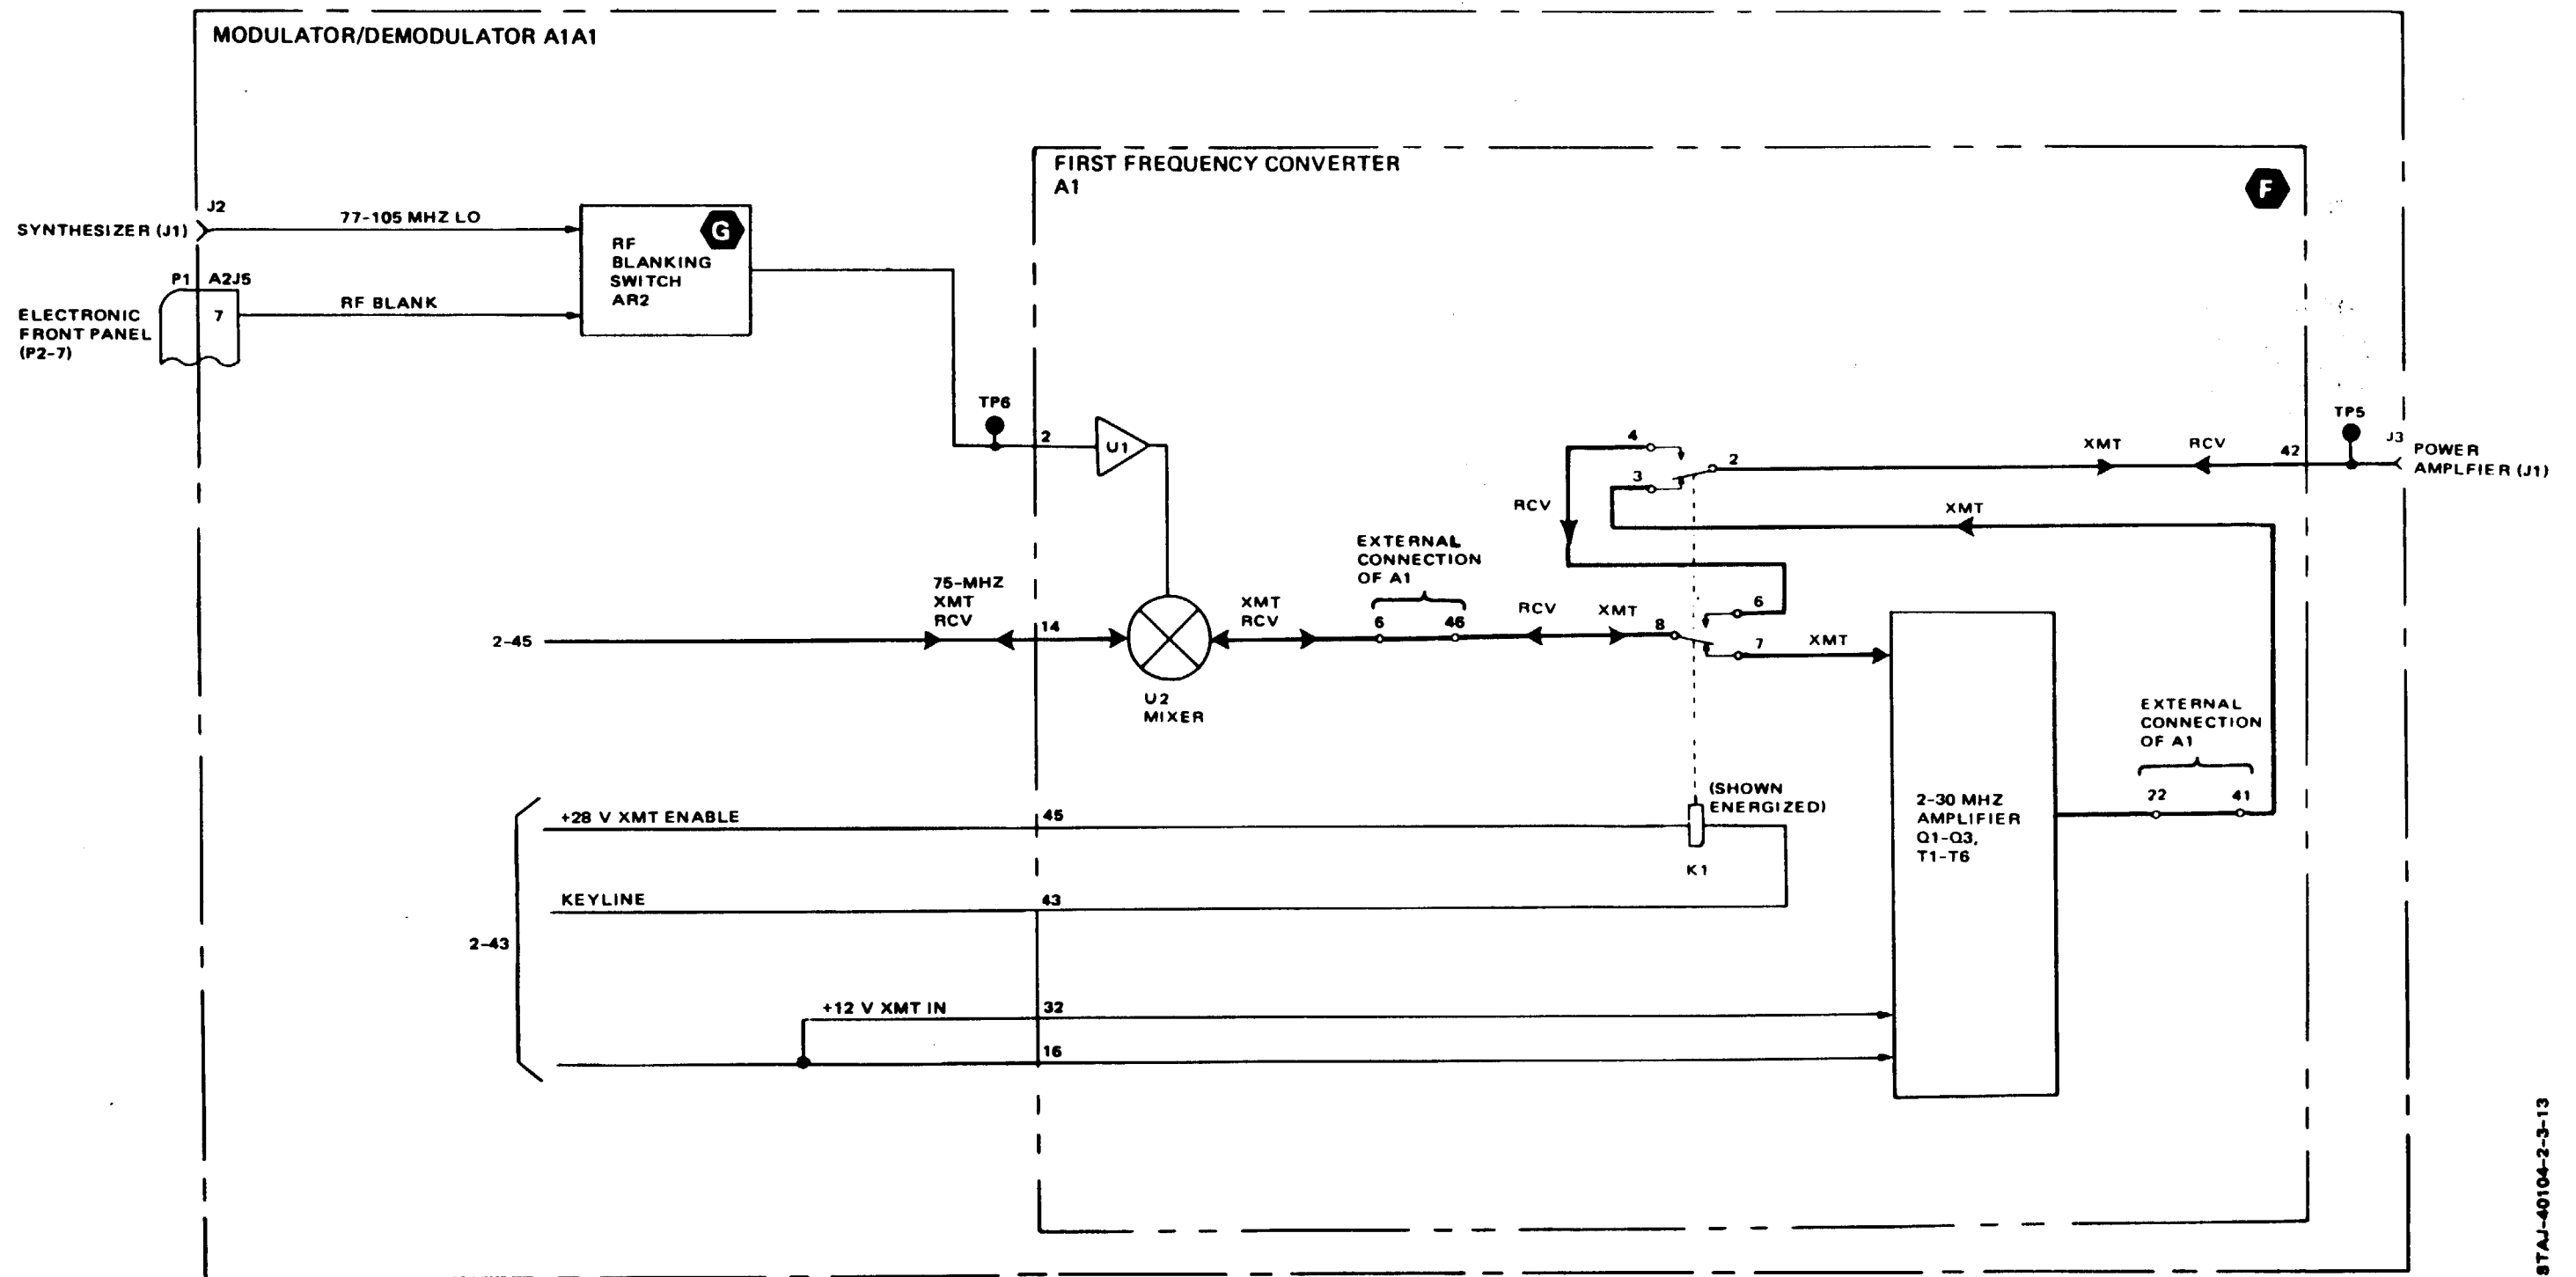 MODULATOR/DEMODULATOR A1A1
FIRST FREQUENCY CONVERTER
A1
F
J2
SYNTHESIZER (J1)
77-105 MHZ LO
G
RF
BLANKING
SWITCH
AR2
P1
A2J5
ELECTRONIC
FRONT PANEL
(P2-7)
7
RF BLANK
TP6
2
U1
4
3
2
XMT
RCV
42
TP5
J3
POWER
AMPLFIER (J1)
RCV
XMT
EXTERNAL
CONNECTION
OF A1
75-MHZ
XMT
RCV
2-45
14
XMT
RCV
6
46
RCV
XMT
8
6
7
XMT
U2
MIXER
EXTERNAL
CONNECTION
OF A1
22
41
2-30 MHZ
AMPLIFIER
Q1-Q3,
T1-T6
(SHOWN
ENERGIZED)
K1
+28 V XMT ENABLE
45
KEYLINE
43
2-43
+12 V XMT IN
32
16
STAJ-40104-2-3-13